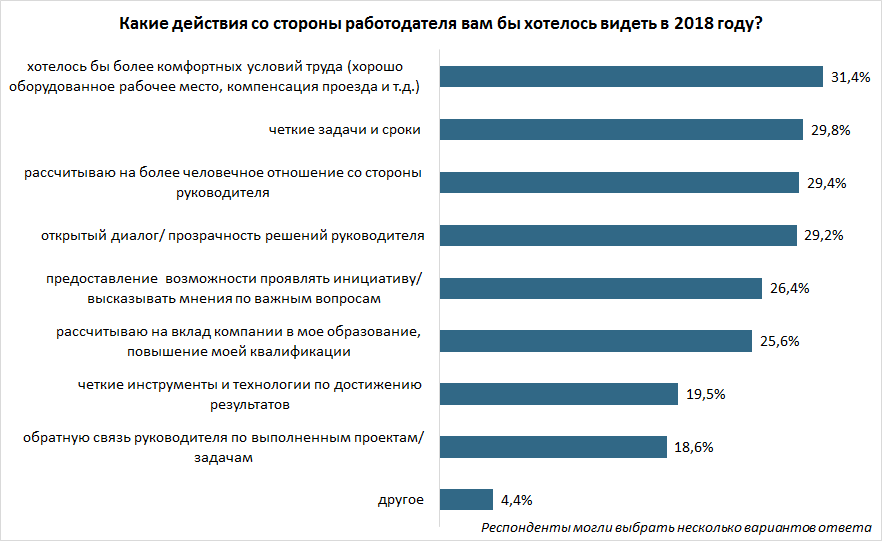 Какие действия со стороны работодателя вам бы хотелось видеть в 2018 году?
хотелось бы более комфортных условий труда (хорошо
оборудованное рабочее место, компенсация проезда и т.д.)
31,4%
четкие задачи и сроки
29,8%
рассчитываю на более человечное отношение со стороны
руководителя
29,4%
открытый диалог/ прозрачность решений руководителя
29,2%
предоставление возможности проявлять инициативу/
высказывать мнения по важным вопросам
26,4%
рассчитываю на вклад компании в мое образование,
повышение моей квалификации
25,6%
четкие инструменты и технологии по достижению
результатов
19,5%
обратную связь руководителя по выполненным проектам/
задачам
18,6%
другое
4,4%
Респонденты могли выбрать несколько вариантов ответа